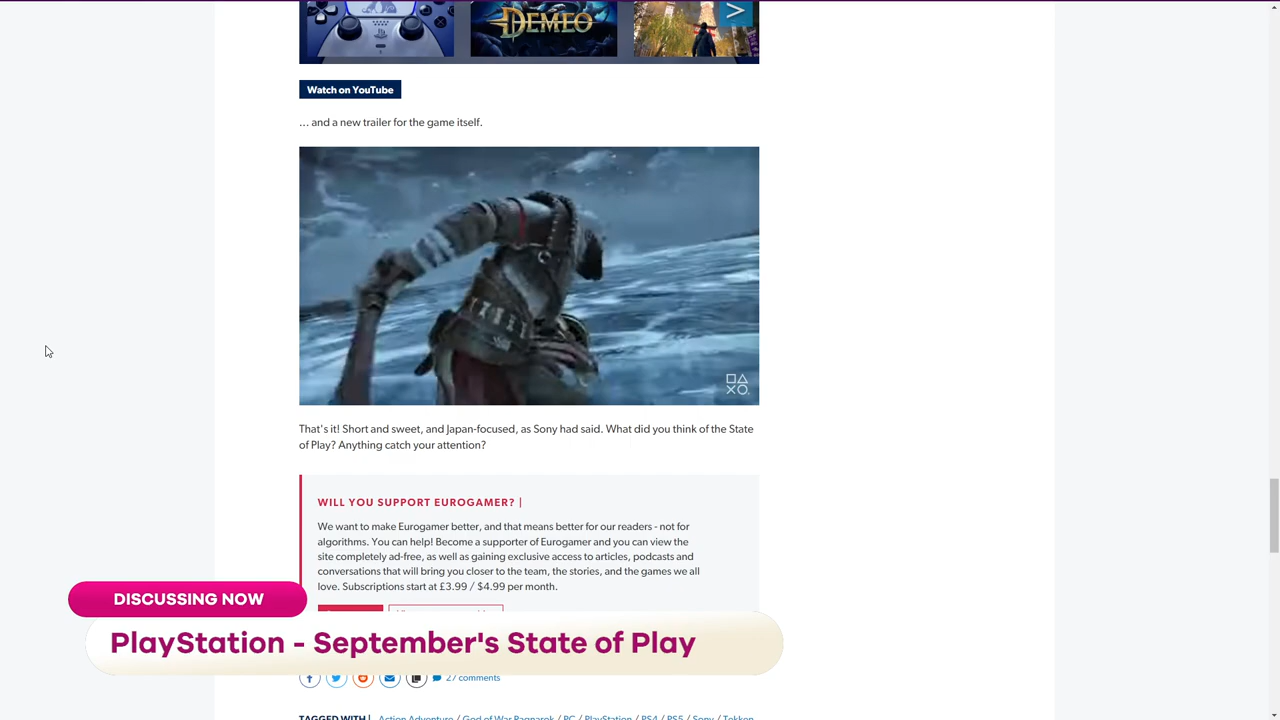 DEMEO
>
Watch on YouTube
… and a new trailer for the game itself.
That's it! Short and sweet, and Japan-focused, as Sony had said. What did you think of the State
of Play? Anything catch your attention?
WILL YOU SUPPORT EUROGAMER? |
We want to make Eurogamer better, and that means better for our readers - not for
algorithms. You can help! Become a supporter of Eurogamer and you can view the
site completely ad-free, as well as gaining exclusive access to articles, podcasts and
conversations that will bring you closer to the team, the stories, and the games we all
love. Subscriptions start at £3.99 / $4.99 per month.
DISCUSSING NOW
PlayStation - September's State of Play
27 comments
TAGGED WITH | Action Adventure / God of War Ragnarok / PC / PlayStation / PS4 / PS5 / Sony / Tekken